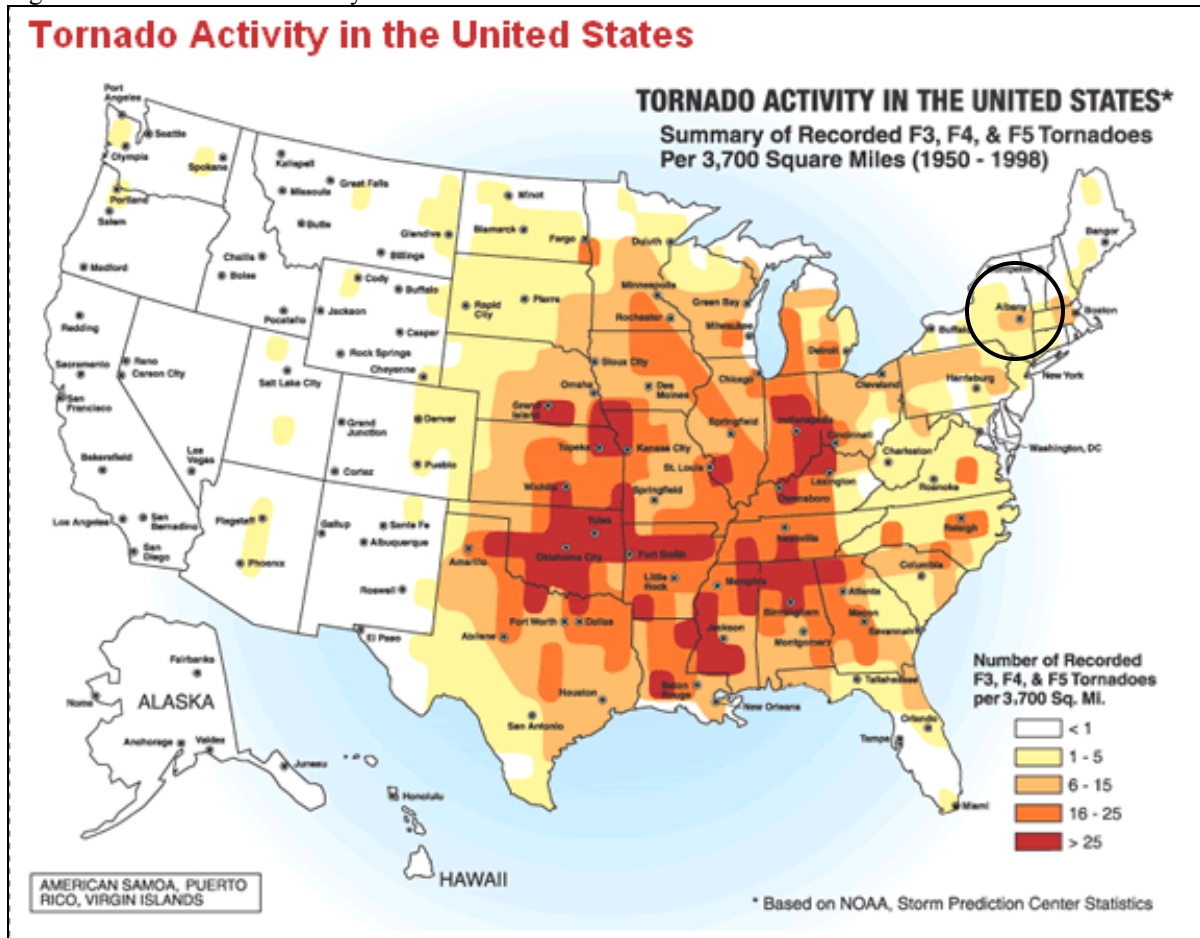 Tornado Activity in the United States
TORNADO ACTIVITY IN THE UNITED STATES*
Summary of Recorded F3, F4, & F5 Tornadoes
Per 3,700 Square Miles (1950 - 1998)
Port
Angeles
Seattle
Olympia
Spokane
Portland
Salem
Medford
Kalispell
Missoula
Great Falls
Butte
Glendive
Billings
Challis
Boise
Pocatello
Cody
Buffalo
Jackson
Casper
Rock Springs
Cheyenne
Minot
Bismarck
Fargo
Rapid
City
Pierre
Duluth
Minneapolis
Rochester
Green Bay
Milwaukee
Detroit
Chicago
Sioux City
Omaha
Des
Moines
Grand
Island
Redding
Sacramento
San
Francisco
Reno
Carson City
Salt Lake City
Grand
Junction
Denver
Pueblo
Cortez
Bakersfield
Las
Vegas
Los Angeles
San
Bernadino
San
Diego
Flagstaff
Phoenix
Gallup
Sante Fe
Albuquerque
Roswell
El Paso
Topeka
Kansas City
Wichita
Springfield
St. Louis
Springfield
Indianapolis
Cincinnati
Lexington
Owensboro
Cleveland
Buffalo
Albany
Boston
Bangor
New York
Harrisburg
Washington, DC
Charleston
Roanoke
Raleigh
Columbia
Nashville
Memphis
Tulsa
Oklahoma City
Fort Smith
Little
Rock
Amarillo
Abilene
Fort Worth
Dallas
Houston
San Antonio
Jackson
Baton
Rouge
New Orleans
Birmingham
Montgomery
Atlanta
Macon
Savannah
Tallahassee
Orlando
Tampa
Miami
Fairbanks
Nome
ALASKA
Anchorage
Valdez
Juneau
Honolulu
HAWAII
Number of Recorded
F3, F4, & F5 Tornadoes
per 3,700 Sq. Mi.
< 1
1 - 5
6 - 15
16 - 25
> 25
AMERICAN SAMOA, PUERTO
RICO, VIRGIN ISLANDS
* Based on NOAA, Storm Prediction Center Statistics